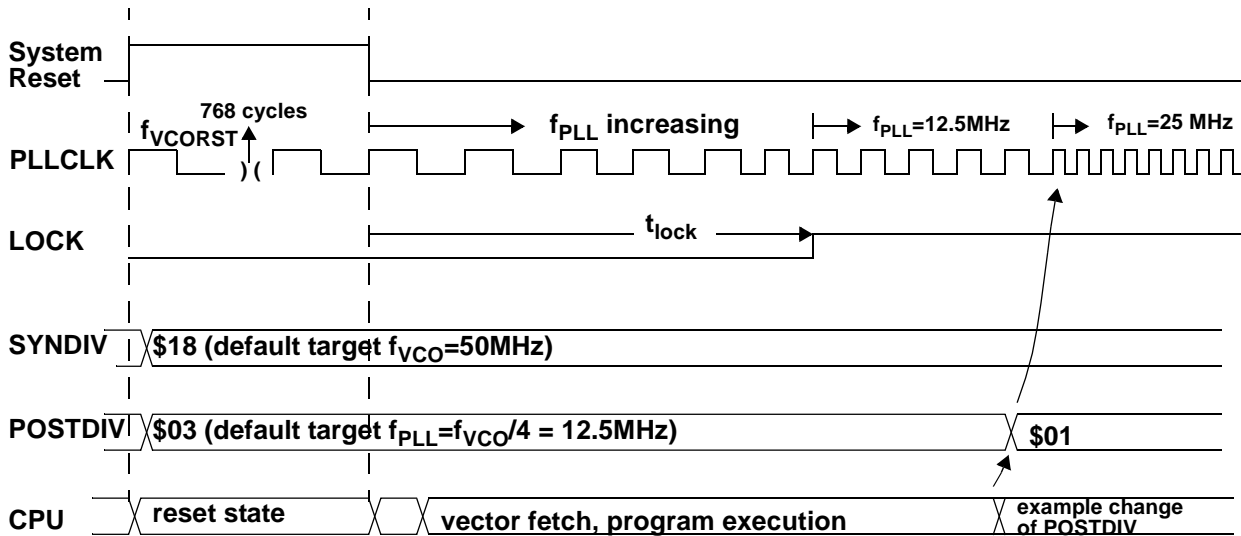 System
Reset
768 cycles
fVCORST
fPLL increasing
fPLL=12.5MHz
fPLL=25 MHz
PLLCLK
) (
tlock
LOCK
SYNDIV
$18 (default target fVCO=50MHz)
POSTDIV
$03 (default target fPLL=fVCO/4 = 12.5MHz)
$01
CPU
reset state
vector fetch, program execution
example change
of POSTDIV